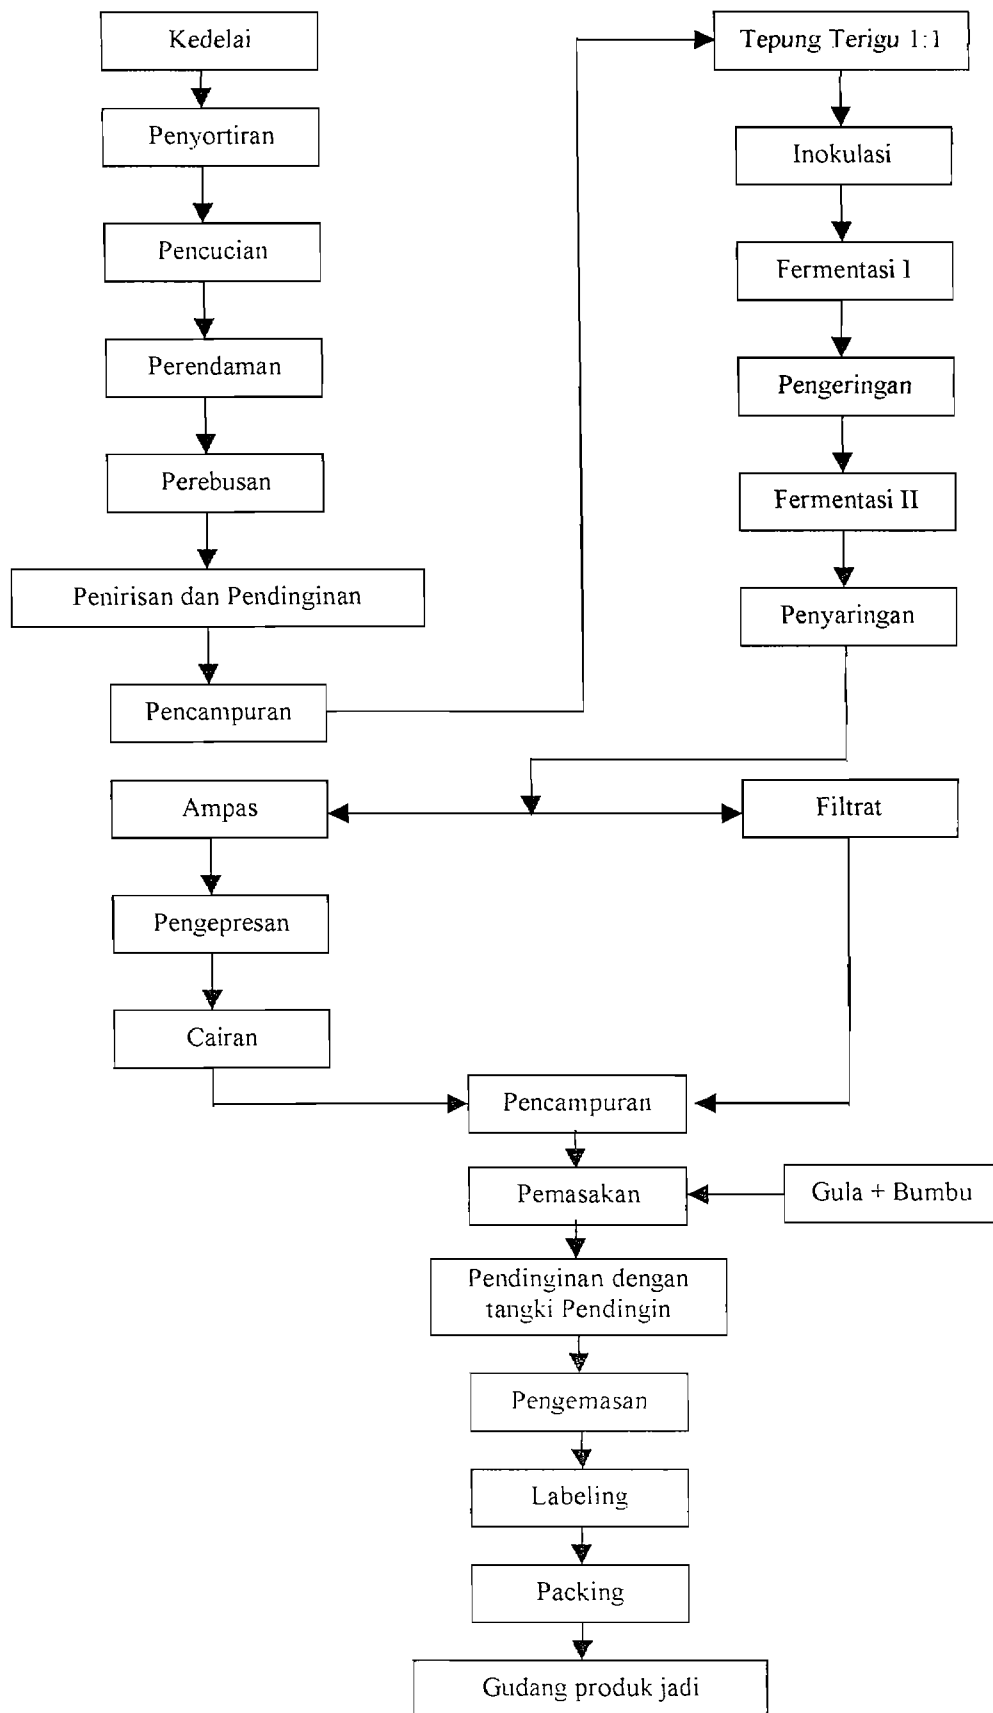 Kedelai
Penyortiran
Pencucian
Perendaman
Perebusan
Penirisan dan Pendinginan
Pencampuran
Tepung Terigu 1:1
Inokulasi
Fermentasi I
Pengeringan
Fermentasi II
Penyaringan
Ampas
Filtrat
Pengepresan
Cairan
Pencampuran
Pemasakan
Gula + Bumbu
Pendinginan dengan
tangki Pendingin
Pengemasan
Labeling
Packing
Gudang produk jadi